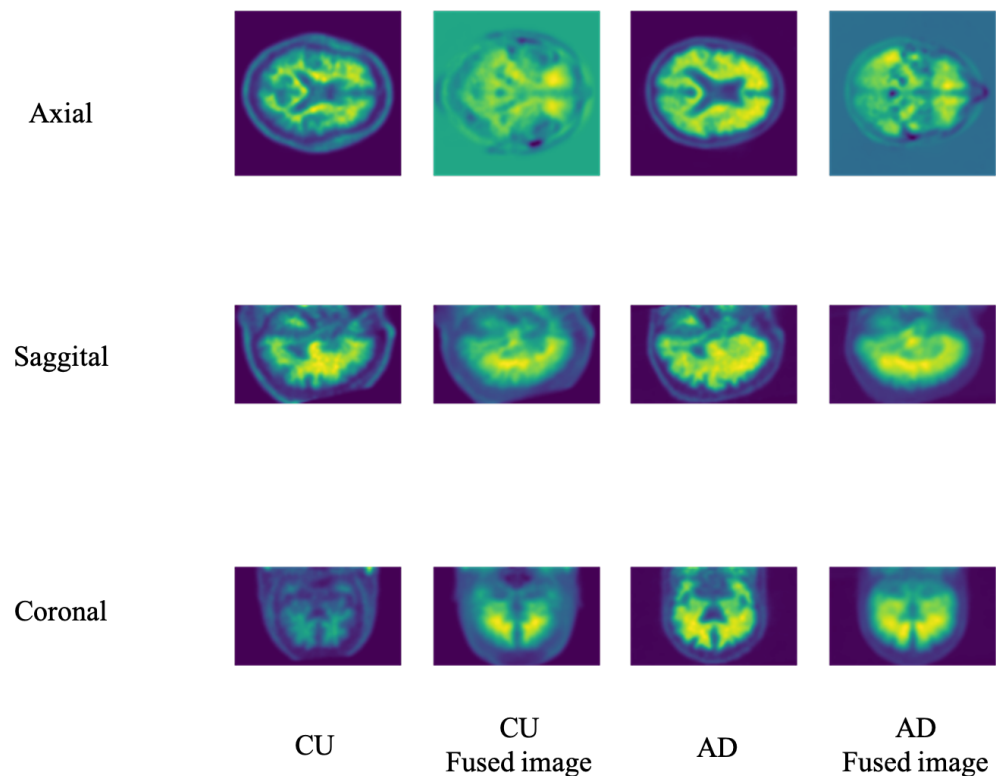 Axial
Saggital
Coronal
CU
CU
Fused image
AD
AD
Fused image